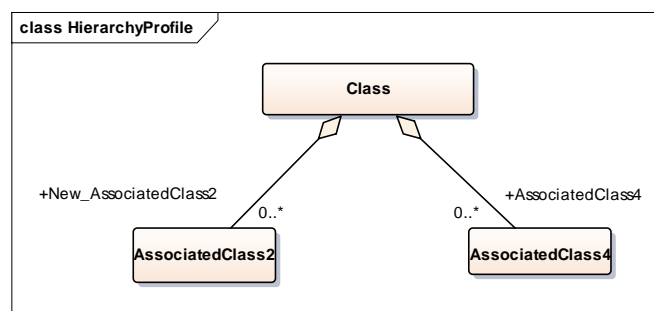 class HierarchyProfile
Class
+New_AssociatedClass2
+AssociatedClass4
0..*
0..*
AssociatedClass2
AssociatedClass4